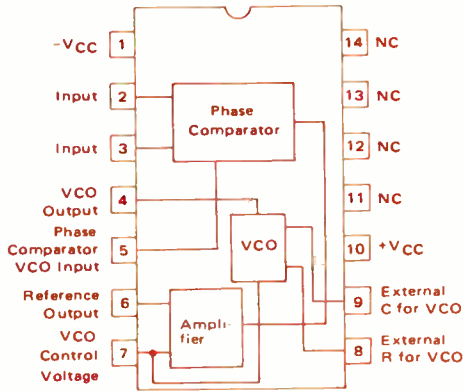 -VCC
1
14
NC
Input
2
13
NC
Phase
Comparator
Input
3
12
NC
VCO
Output
4
11
NC
Phase
Comparator
VCO Input
5
VCO
10
+VCC
Reference
Output
6
9
External
C for VCO
VCO
Control
Voltage
7
Ampli-
fier
8
External
R for VCO